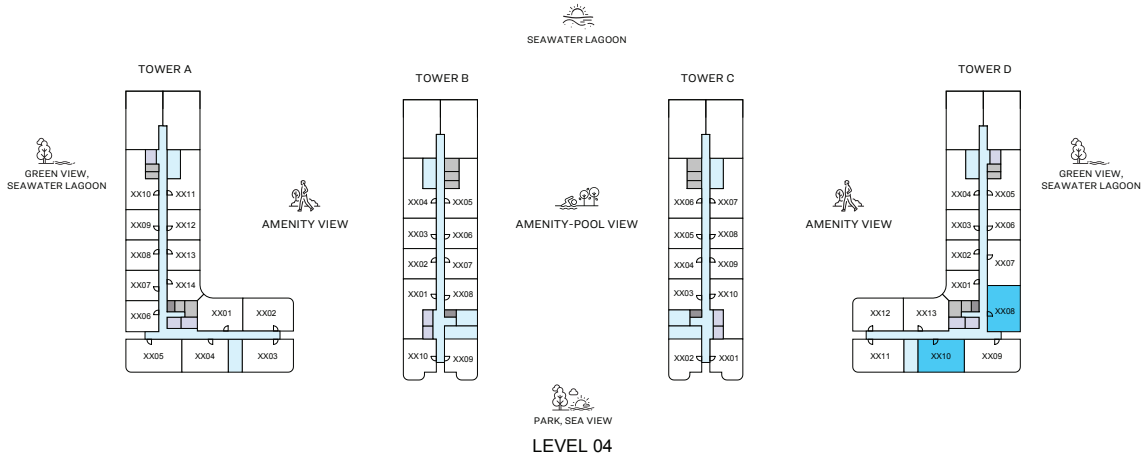 SEAWATER LAGOON
TOWER A
TOWER B
TOWER C
TOWER D
GREEN VIEW,
SEAWATER LAGOON
AMENITY VIEW
AMENITY-POOL VIEW
AMENITY VIEW
GREEN VIEW,
SEAWATER LAGOON
XX10 XX11
XX09 XX12
XX08 XX13
XX07 XX14
XX06 XX01 XX02
XX05 XX04 XX03
XX04 XX05
XX03 XX06
XX02 XX07
XX01 XX08
XX10 XX09
XX06 XX07
XX05 XX08
XX04 XX09
XX03 XX10
XX02 XX01
XX04 XX05
XX03 XX06
XX02 XX07
XX01
XX12 XX13 XX08
XX11 XX10 XX09
PARK, SEA VIEW
LEVEL 04